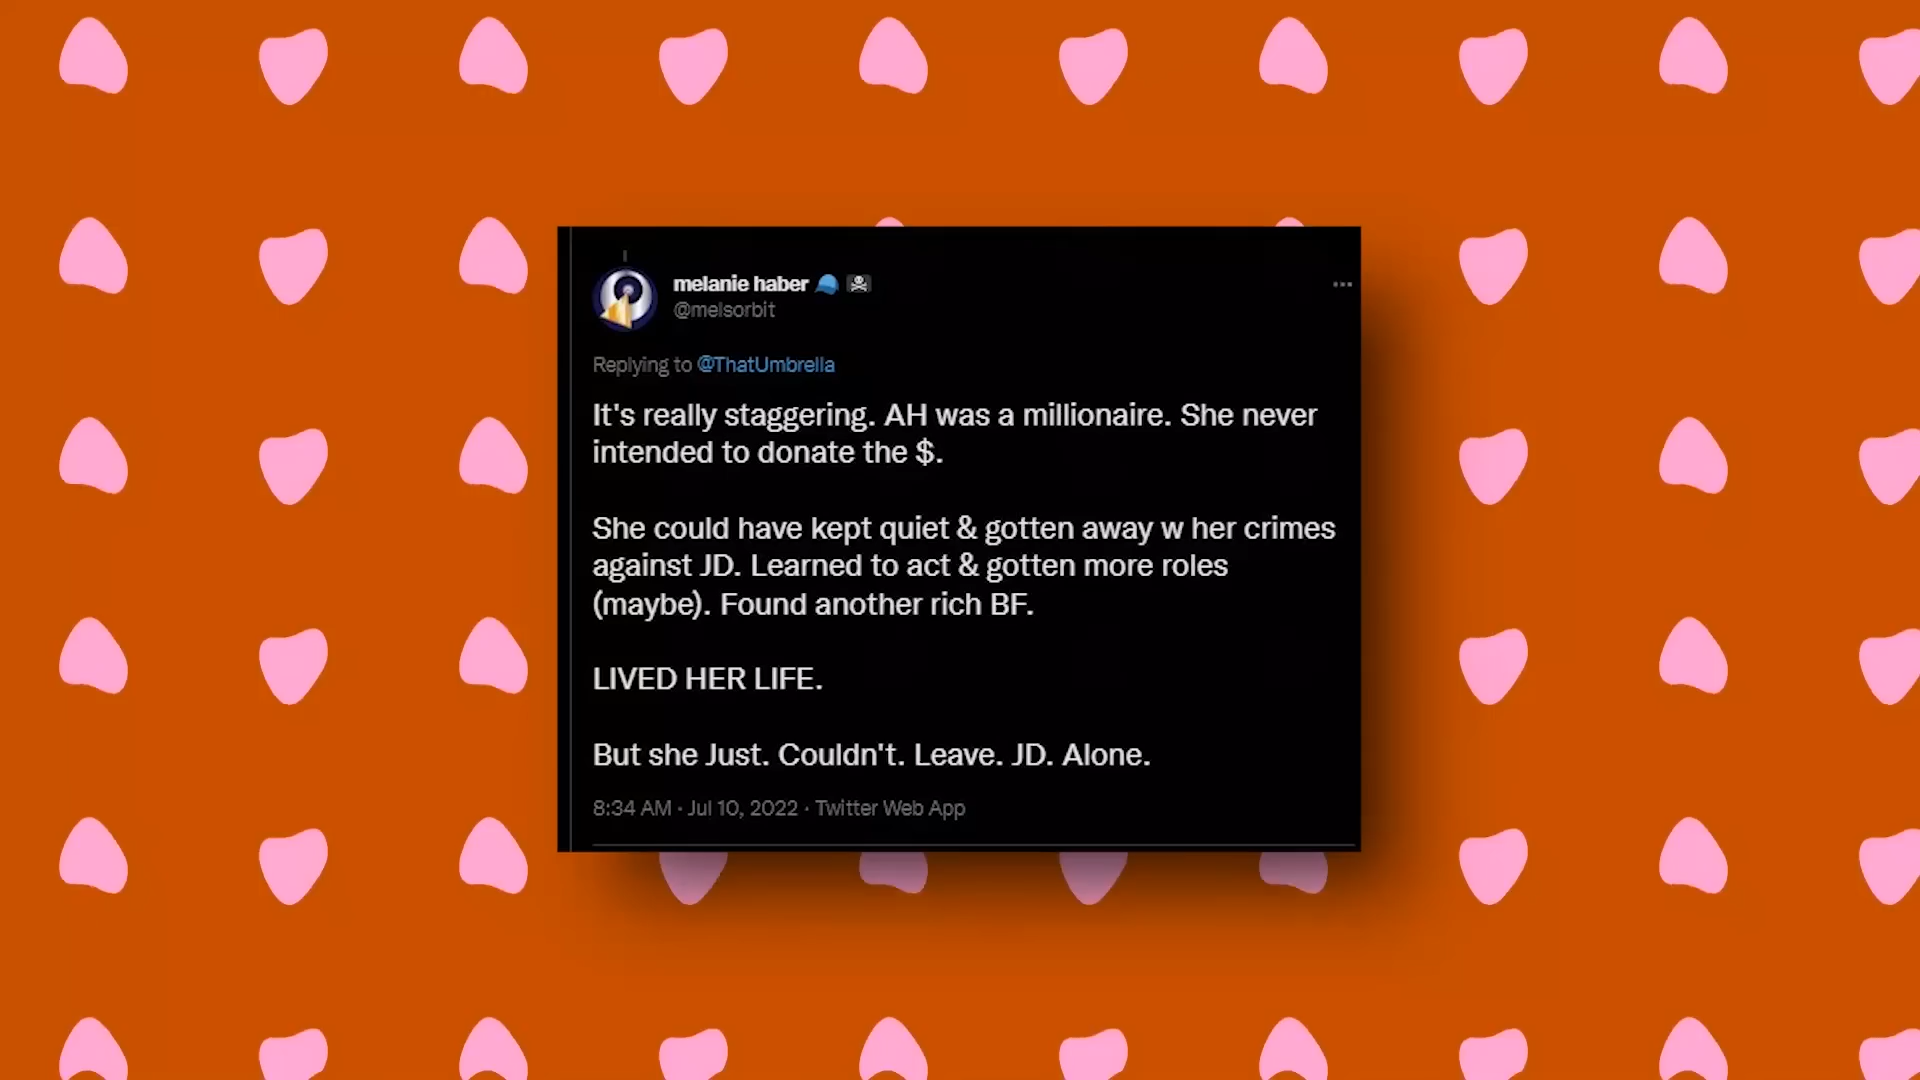 melanie haber
@melsorbit
Replying to @ThatUmbrella
It's really staggering. AH was a millionaire. She never
intended to donate the $.
She could have kept quiet & gotten away w her crimes
against JD. Learned to act & gotten more roles
(maybe). Found another rich BF.
LIVED HER LIFE.
But she Just. Couldn't. Leave. JD. Alone.
8:34 AM · Jul 10, 2022 · Twitter Web App